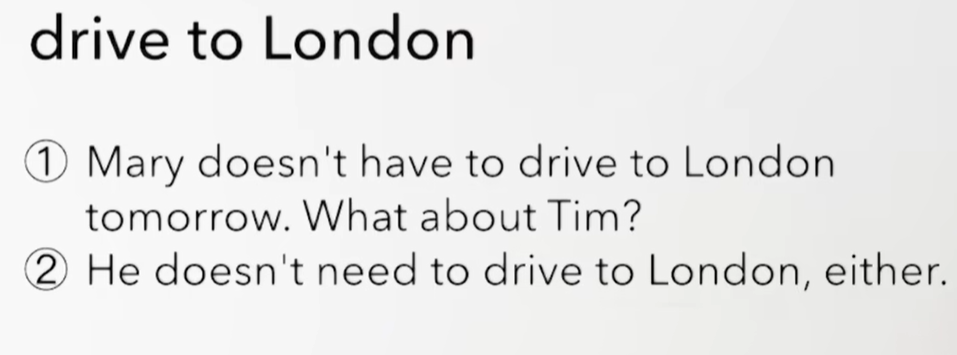 drive to London
① Mary doesn't have to drive to London
tomorrow. What about Tim?
② He doesn't need to drive to London, either.